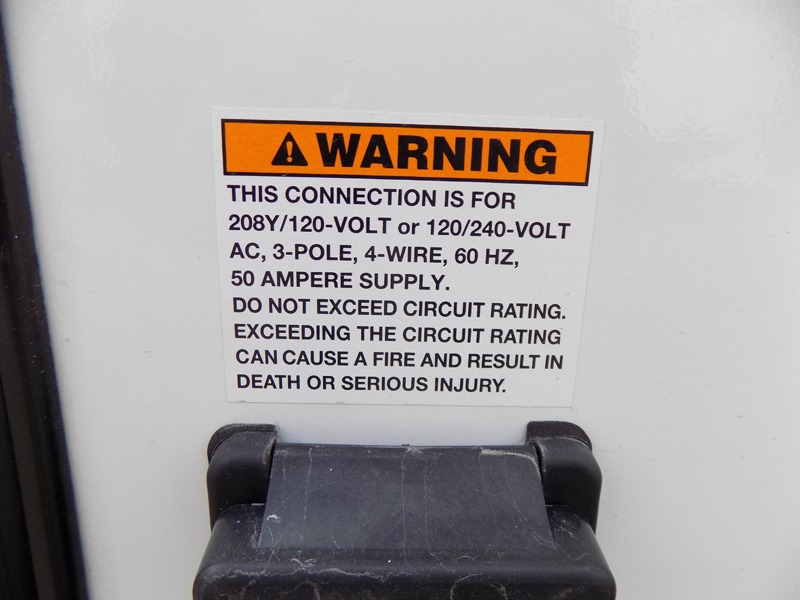 WARNING
THIS CONNECTION IS FOR
208Y/120-VOLT or 120/240-VOLT
AC, 3-POLE, 4-WIRE, 60 HZ,
50 AMPERE SUPPLY.
DO NOT EXCEED CIRCUIT RATING.
EXCEEDING THE CIRCUIT RATING
CAN CAUSE A FIRE AND RESULT IN
DEATH OR SERIOUS INJURY.